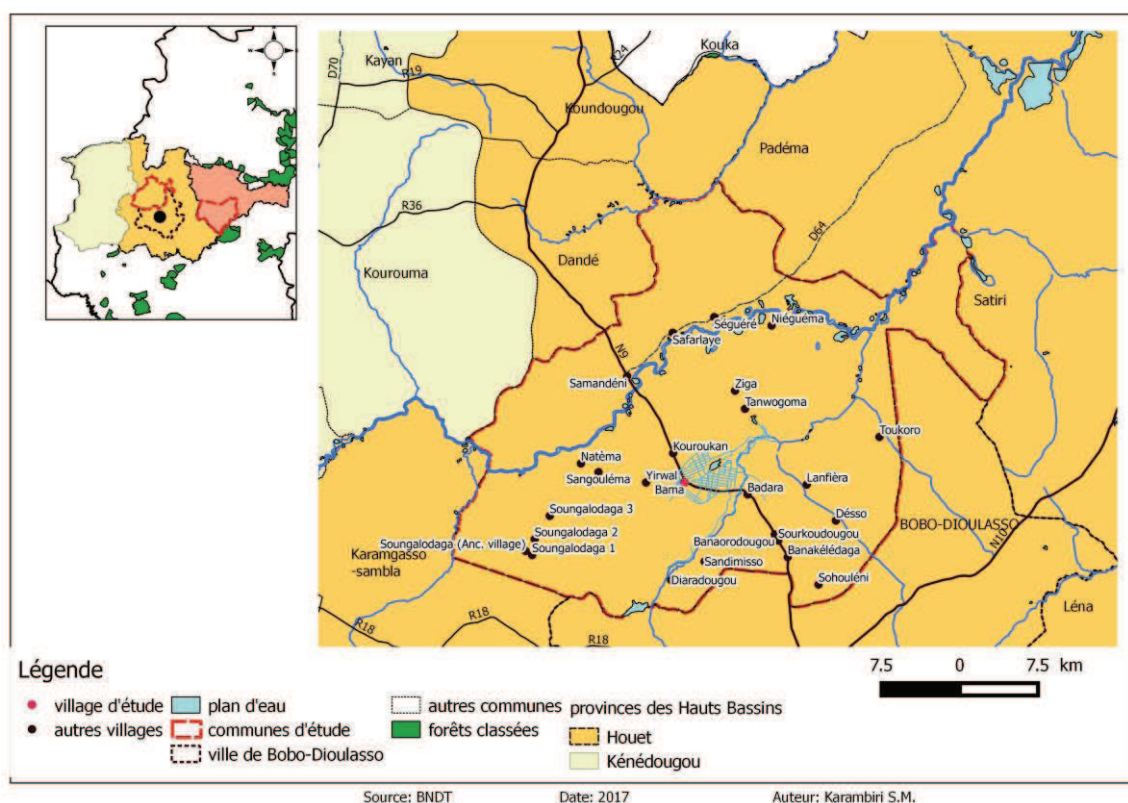 N
Kayan
D70
R19
R24
Kouka
Koundougou
Padéma
R36
D64
Dandé
Kourouma
Satiri
N9
Séguéré
Niéguéma
Safarlaye
Samandéni
Ziga
Tanwogoma
Toukoro
Kouroukan
Natèma
Sangouléma
Yirwal
Bama
Badara
Lanfièra
Soungalodaga 3
Désso
BOBO-DIOULASSO
Soungalodaga 2
Sourkoudougou
Banaorodougou
N10
Soungalodaga (Anc. village)
Soungalodaga 1
Banakélédaga
Karamgasso
-sambla
Sandimisso
Diaradougou
Sohouléni
Léna
R18
R18
R18
Légende
village d'étude
autres villages
plan d'eau
communes d'étude
ville de Bobo-Dioulasso
autres communes
forêts classées
provinces des Hauts Bassins
Houet
Kénédougou
7.5 0 7.5 km
Source: BNDT Date: 2017 Auteur: Karambiri S.M.